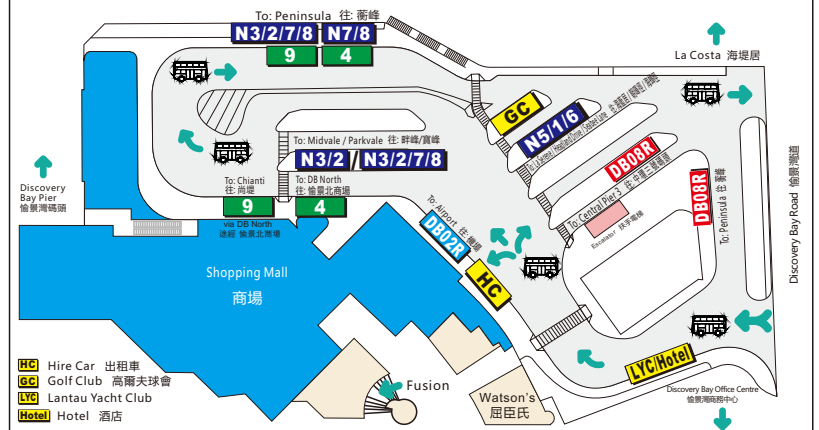 To: Peninsula 往: 蘅峰
N3/2/7/8
N7/8
9
4
La Costa 海堤居
GC
N5/1/6
DB08R
To: Central Pier 3 往: 中環三號碼頭
Escalator 扶手電梯
DB08R
To: Peninsula 往: 蘅峰
Discovery Bay Road 愉景灣道
To: Midvale / Parkvale 往: 畔峰/寶峰
N3/2 / N3/2/7/8
To: Chianti
往: 尚堤
9
via DB North
途經 愉景北商場
To: DB North
往: 愉景北商場
4
To: Airport 往: 機場
DB02R
HC
Discovery
Bay Pier
愉景灣碼頭
Shopping Mall
商場
LYC/Hotel
Discovery Bay Office Centre
愉景灣商務中心
Fusion
Watson's
屈臣氏
HC Hire Car 出租車
GC Golf Club 高爾夫球會
LYC Lantau Yacht Club
Hotel Hotel 酒店